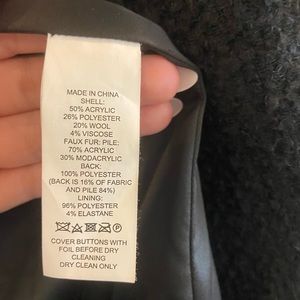 MADE IN CHINA
SHELL:
50% ACRYLIC
26% POLYESTER
20% WOOL
4% VISCOSE
FAUX FUR: PILE:
70% ACRYLIC
30% MODACRYLIC
BACK:
100% POLYESTER
(BACK IS 16% OF FABRIC
AND PILE 84%)
LINING:
96% POLYESTER
4% ELASTANE
COVER BUTTONS WITH
FOIL BEFORE DRY
CLEANING
DRY CLEAN ONLY